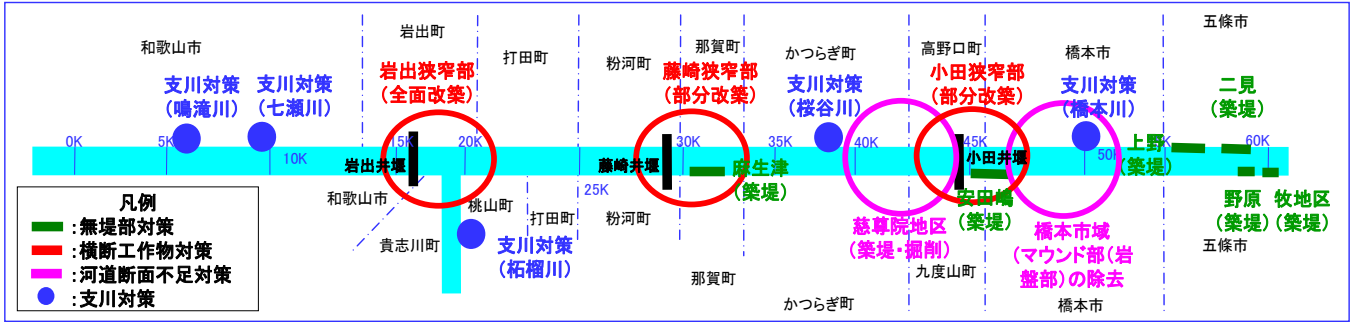 和歌山市
岩出町
打田町
粉河町
那賀町
かつらぎ町
高野口町
橋本市
五條市
支川対策
（鳴滝川）
支川対策
（七瀬川）
岩出狭窄部
（全面改築）
藤崎狭窄部
（部分改築）
支川対策
（桜谷川）
小田狭窄部
（部分改築）
支川対策
（橋本川）
二見
（築堤）
0K
5K
10K
15K
20K
25K
30K
35K
40K
45K
50K
60K
岩出井堰
藤崎井堰
小田井堰
麻生津
（築堤）
安田嶋
（築堤）
上野
（築堤）
野原
（築堤）
牧地区
（築堤）
和歌山市
貴志川町
桃山町
打田町
粉河町
那賀町
かつらぎ町
九度山町
橋本市
五條市
支川対策
（柘榴川）
慈尊院地区
（築堤・掘削）
橋本市域
（マウンド部（岩
盤部）の除去
凡例
：無堤部対策
：横断工作物対策
：河道断面不足対策
：支川対策